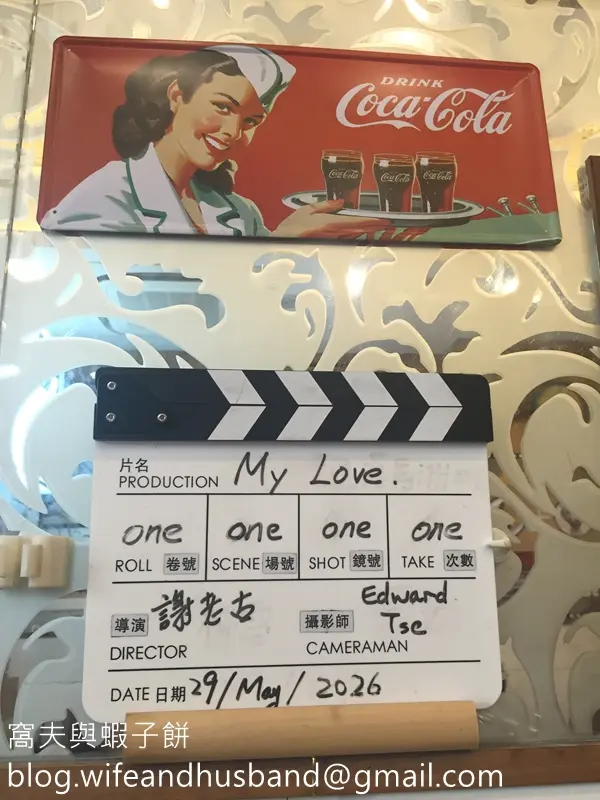 DRINK
Coca-Cola
Coca-Cola Coca-Cola Coca-Cola
片名
PRODUCTION My Love.
one one one one
ROLL 卷號 SCENE 場號 SHOT 鏡號 TAKE 次數
導演 謝老古 攝影師 Edward Tse
DIRECTOR CAMERAMAN
DATE 日期 29/May/2026
窩夫與蝦子餅
blog.wifeandhusband@gmail.com